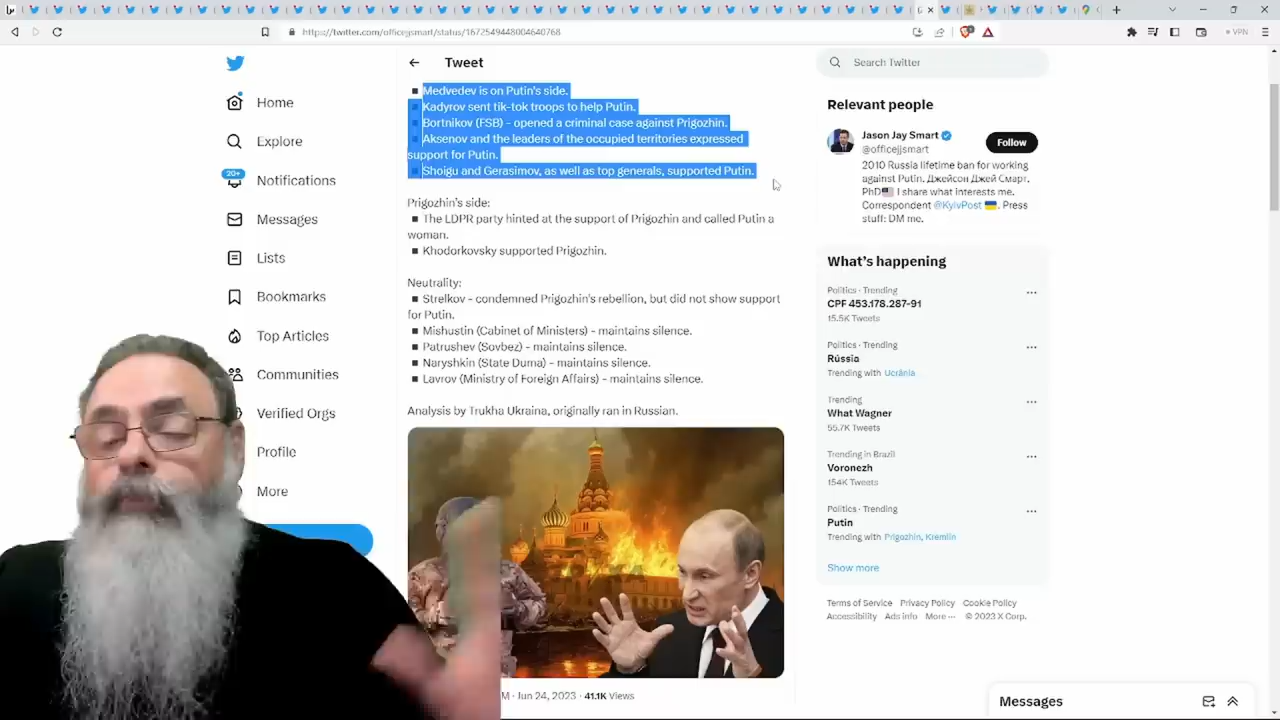 https://twitter.com/officejjsmart/status/1672549448004640768
VPN
Home
Explore
20+
Notifications
Messages
Lists
Bookmarks
Top Articles
Communities
Verified Orgs
Profile
More
Tweet
Medvedev is on Putin's side.
Kadyrov sent tik-tok troops to help Putin.
Bortnikov (FSB) - opened a criminal case against Prigozhin.
Aksenov and the leaders of the occupied territories expressed
support for Putin.
Shoigu and Gerasimov, as well as top generals, supported Putin.
Prigozhin's side:
The LDPR party hinted at the support of Prigozhin and called Putin a
woman.
Khodorkovsky supported Prigozhin.
Neutrality:
Strelkov - condemned Prigozhin's rebellion, but did not show support
for Putin.
Mishustin (Cabinet of Ministers) - maintains silence.
Patrushev (Sovbez) - maintains silence.
Naryshkin (State Duma) - maintains silence.
Lavrov (Ministry of Foreign Affairs) - maintains silence.
Analysis by Trukha Ukraina, originally ran in Russian.
M · Jun 24, 2023 · 41.1K Views
Search Twitter
Relevant people
Jason Jay Smart
@officejjsmart
Follow
2010 Russia lifetime ban for working
against Putin. Джейсон Джей Смарт,
PhD🇺🇸 I share what interests me.
Correspondent @KyivPost 🇺🇦. Press
stuff: DM me.
What's happening
Politics · Trending
CPF 453.178.287-91
15.5K Tweets
Politics · Trending
Rússia
Trending with Ucrânia
Trending
What Wagner
55.7K Tweets
Trending in Brazil
Voronezh
154K Tweets
Politics · Trending
Putin
Trending with Prigozhin, Kremlin
Show more
Terms of Service Privacy Policy Cookie Policy
Accessibility Ads info More ··· © 2023 X Corp.
Messages